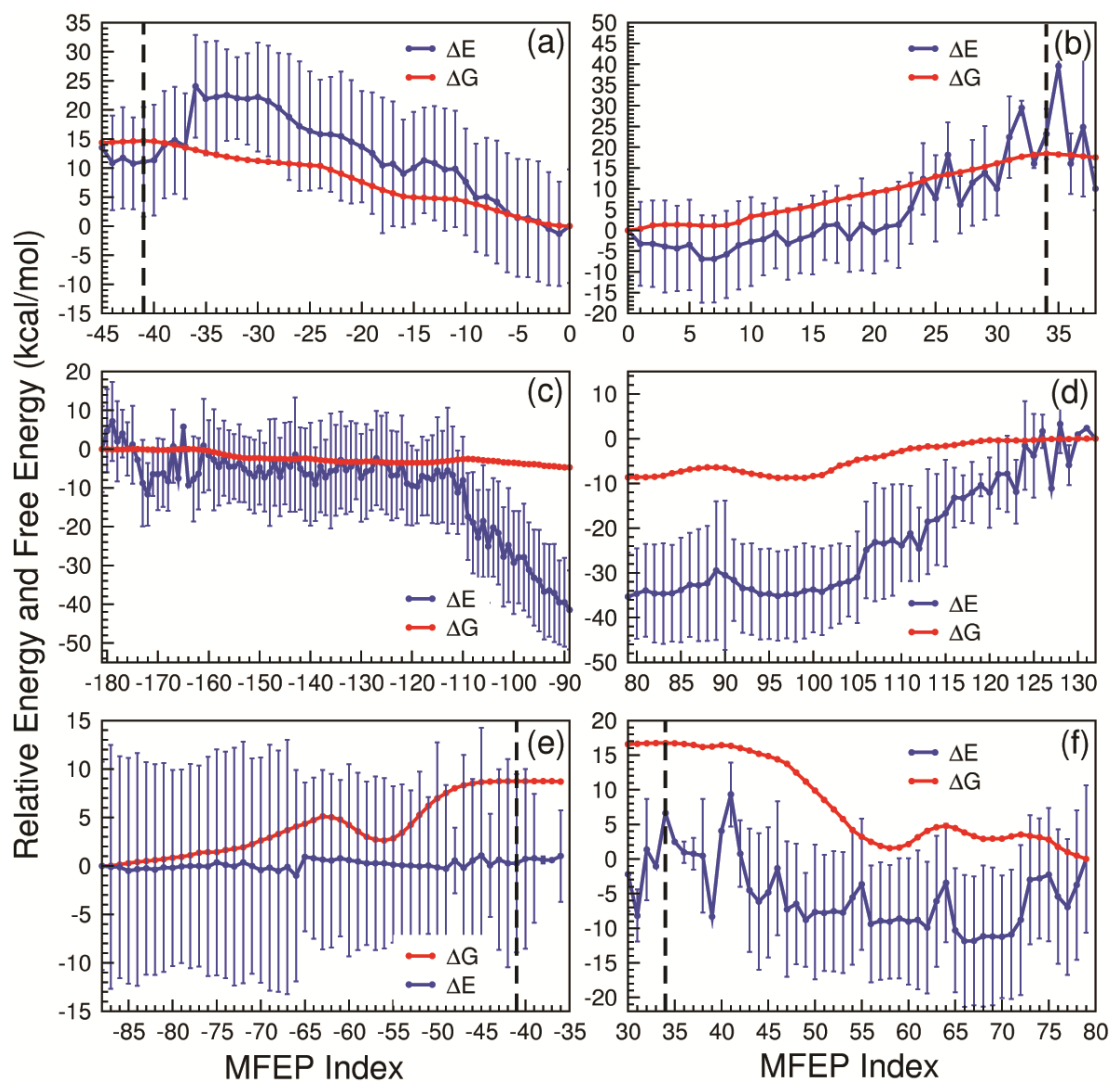 Relative Energy and Free Energy (kcal/mol)
(a)
ΔE
ΔG
35
30
25
20
15
10
5
0
-5
-10
-15
-45 -40 -35 -30 -25 -20 -15 -10 -5 0
(b)
ΔE
ΔG
50
45
40
35
30
25
20
15
10
5
0
-5
-10
-15
-20
0 5 10 15 20 25 30 35
(c)
ΔE
ΔG
20
10
0
-10
-20
-30
-40
-50
-180 -170 -160 -150 -140 -130 -120 -110 -100 -90
(d)
ΔE
ΔG
10
0
-10
-20
-30
-40
-50
80 85 90 95 100 105 110 115 120 125 130
(e)
ΔG
ΔE
15
10
5
0
-5
-10
-15
-85 -80 -75 -70 -65 -60 -55 -50 -45 -40 -35
MFEP Index
(f)
ΔE
ΔG
20
15
10
5
0
-5
-10
-15
-20
30 35 40 45 50 55 60 65 70 75 80
MFEP Index